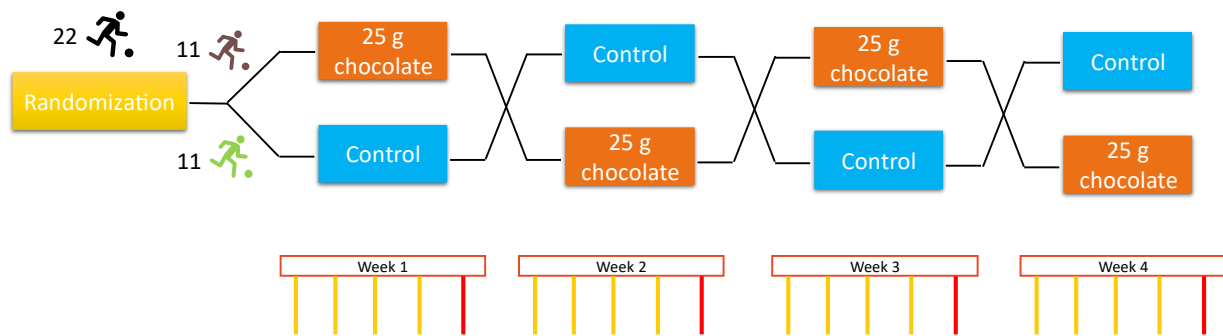 22
11
Randomization
11
25 g
chocolate
Control
Control
25 g
chocolate
25 g
chocolate
Control
Control
25 g
chocolate
Week 1
Week 2
Week 3
Week 4